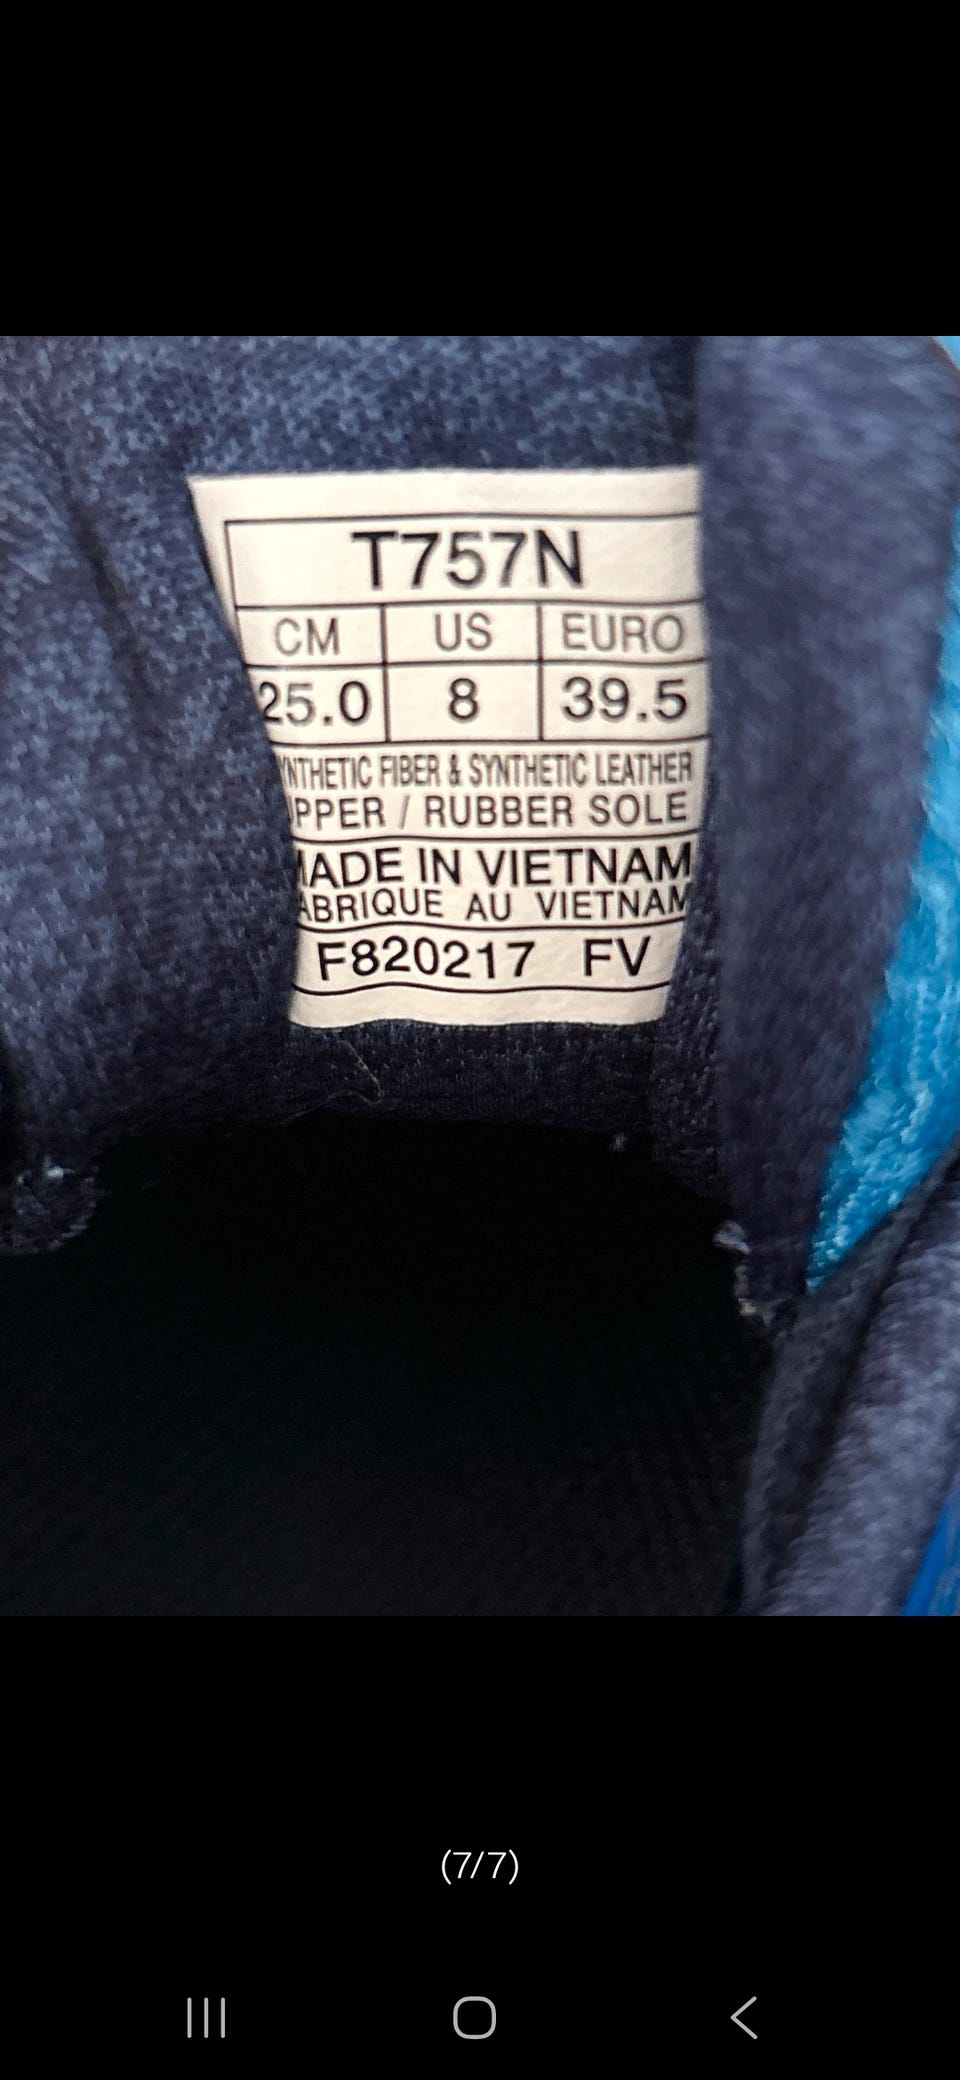 T757N
CM US EURO
25.0 8 39.5
YNTHETIC FIBER & SYNTHETIC LEATHER
PPER / RUBBER SOLE
MADE IN VIETNAM
ABRIQUE AU VIETNAM
F820217 FV
(7/7)